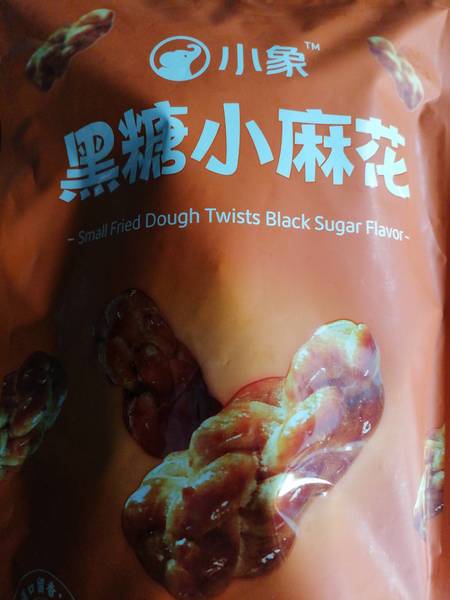 小象™
黑糖小麻花
- Small Fried Dough Twists Black Sugar Flavor -